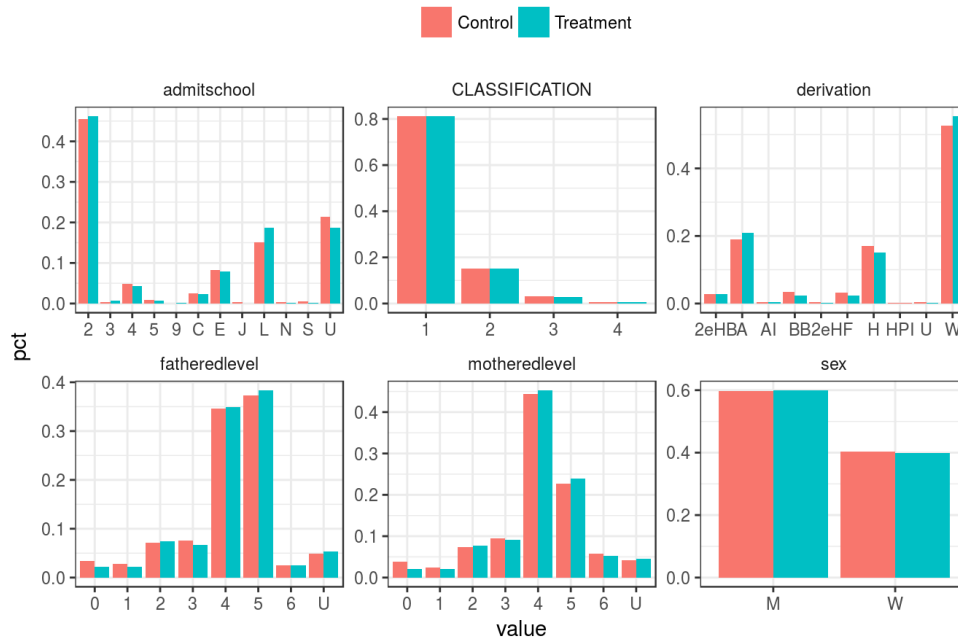 Control Treatment
admitschool CLASSIFICATION derivation
0.4
0.3
0.2
0.1
0.0
2 3 4 5 9 C E J L N S U
0.8
0.6
0.4
0.2
0.0
1 2 3 4
0.4
0.2
0.0
2eHBA AI BB2eHF H HPI U W
pct
fatheredlevel motheredlevel sex
0.4
0.3
0.2
0.1
0.0
0 1 2 3 4 5 6 U
0.4
0.3
0.2
0.1
0.0
0 1 2 3 4 5 6 U
0.6
0.4
0.2
0.0
M W
value